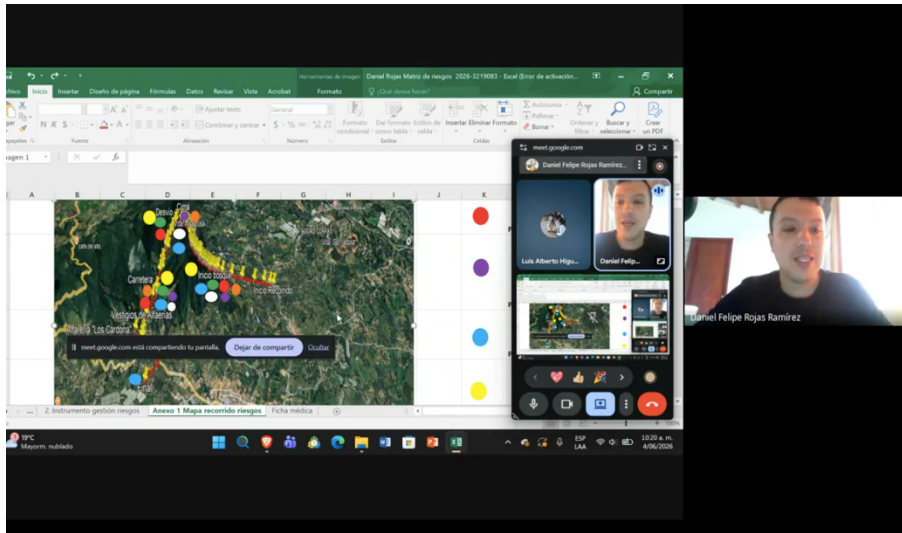 Herramientas de imagen
Daniel Rojas Matriz de riesgos 2026-3219083 - Excel (Error de activación...
Inicio Insertar Diseño de página Fórmulas Datos Revisar Vista Acrobat Formato ¿Qué desea hacer? Compartir
N K S
Ajustar texto
General
Combinar y centrar
$ % 000
Formato condicional
Dar formato como tabla
Estilos de celda
Insertar Eliminar Formato
Autosuma
Rellenar
Borrar
Ordenar y filtrar
Buscar y seleccionar
Crear un PDF
Fuente Alineación Número Estilos Celdas
fx
A B C D E F G H I J K
Cima
Desvío
Carretera
Inicio bosque
Inicio Recorrido
Vestigios de Alfarerías
Alfarería "Los Cardona"
Final
meet.google.com está compartiendo tu pantalla. Dejar de compartir Ocultar
2. Instrumento gestión riesgos Anexo 1 Mapa recorrido riesgos Ficha médica
100%
meet.google.com
Daniel Felipe Rojas Ramírez...
Luis Alberto Higu...
Daniel Felip...
Daniel Felipe Rojas Ramírez
19°C
Mayorm. nublado
ESP
LAA
10:20 a. m.
4/06/2026